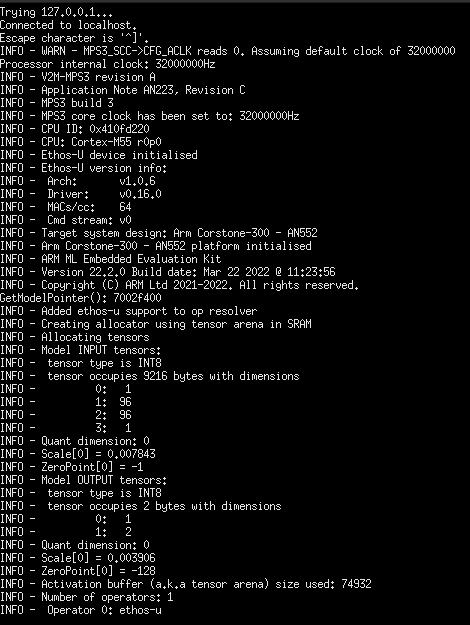 Trying 127.0.0.1...
Connected to localhost.
Escape character is '^]'.
INFO - WARN - MPS3_SCC->CFG_ACLK reads 0. Assuming default clock of 32000000
Processor internal clock: 32000000Hz
INFO - V2M-MPS3 revision A
INFO - Application Note AN223, Revision C
INFO - MPS3 build 3
INFO - MPS3 core clock has been set to: 32000000Hz
INFO - CPU ID: 0x410fd220
INFO - CPU: Cortex-M55 r0p0
INFO - Ethos-U device initialised
INFO - Ethos-U version info:
INFO -  Arch:       v1.0.6
INFO -  Driver:     v0.16.0
INFO -  MACs/cc:    64
INFO -  Cmd stream: v0
INFO - Target system design: Arm Corstone-300 - AN552
INFO - Arm Corstone-300 - AN552 platform initialised
INFO - ARM ML Embedded Evaluation Kit
INFO - Version 22.2.0 Build date: Mar 22 2022 @ 11:23:56
INFO - Copyright (C) ARM Ltd 2021-2022. All rights reserved.
GetModelPointer(): 7002f400
INFO - Added ethos-u support to op resolver
INFO - Creating allocator using tensor arena in SRAM
INFO - Allocating tensors
INFO - Model INPUT tensors:
INFO -  tensor type is INT8
INFO -  tensor occupies 9216 bytes with dimensions
INFO -          0:   1
INFO -          1:  96
INFO -          2:  96
INFO -          3:   1
INFO - Quant dimension: 0
INFO - Scale[0] = 0.007843
INFO - ZeroPoint[0] = -1
INFO - Model OUTPUT tensors:
INFO -  tensor type is INT8
INFO -  tensor occupies 2 bytes with dimensions
INFO -          0:   1
INFO -          1:   2
INFO - Quant dimension: 0
INFO - Scale[0] = 0.003906
INFO - ZeroPoint[0] = -128
INFO - Activation buffer (a.k.a tensor arena) size used: 74932
INFO - Number of operators: 1
INFO -  Operator 0: ethos-u